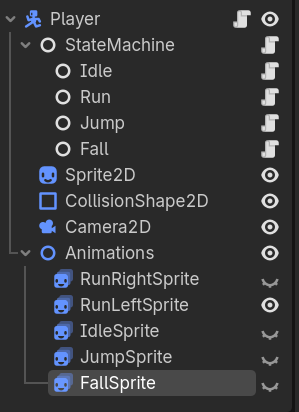 Player
StateMachine
Idle
Run
Jump
Fall
Sprite2D
CollisionShape2D
Camera2D
Animations
RunRightSprite
RunLeftSprite
IdleSprite
JumpSprite
FallSprite